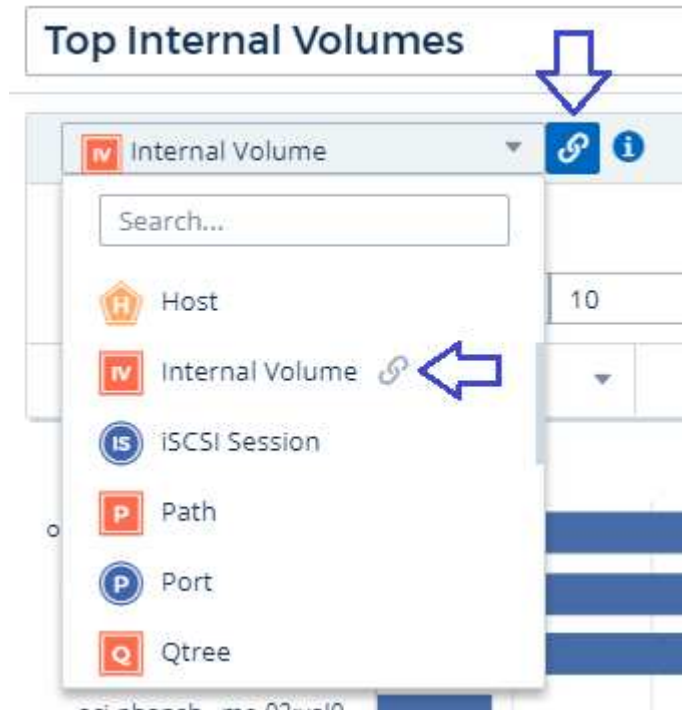 Top Internal Volumes
IV Internal Volume
i
Search...
H Host
10
IV Internal Volume
IS iSCSI Session
P Path
P Port
Q Qtree